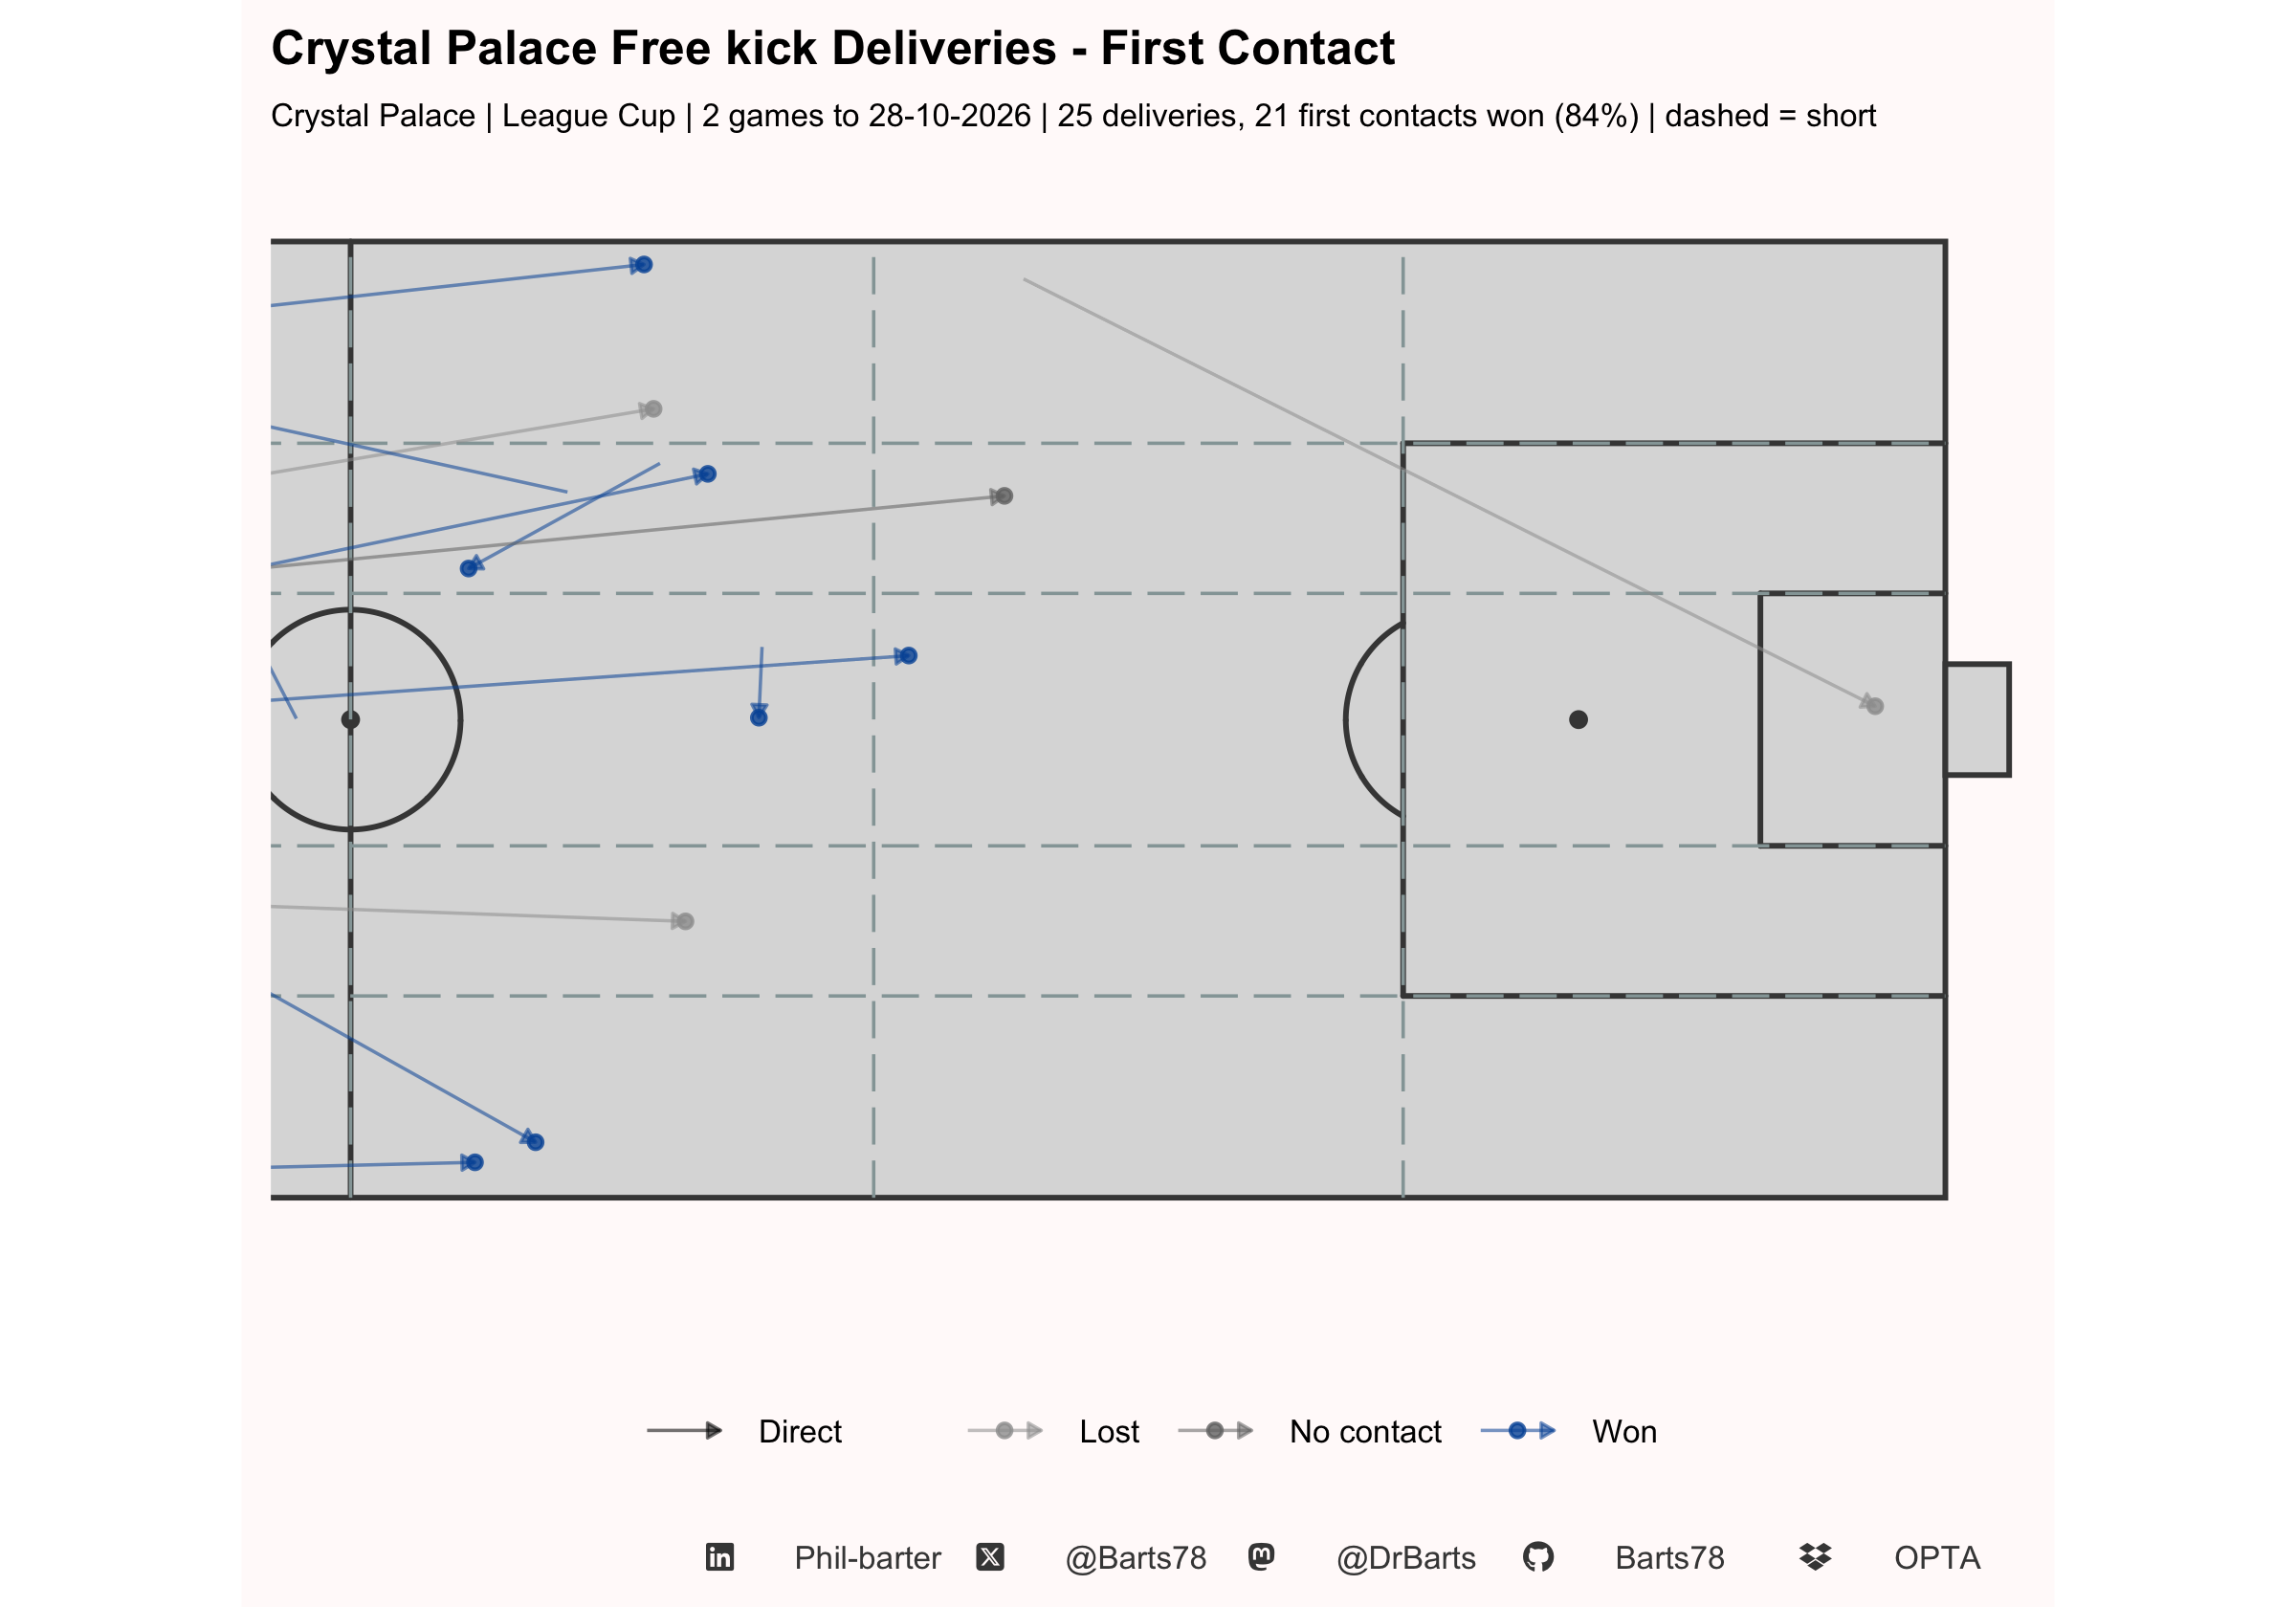 Crystal Palace Free kick Deliveries - First Contact
Crystal Palace | League Cup | 2 games to 28-10-2026 | 25 deliveries, 21 first contacts won (84%) | dashed = short
Direct Lost No contact Won
Phil-barter @Barts78 @DrBarts Barts78 OPTA